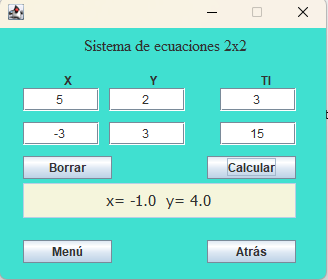 Sistema de ecuaciones 2x2
X Y TI
5 2 3
-3 3 15
Borrar Calcular
x= -1.0 y= 4.0
Menú Atrás